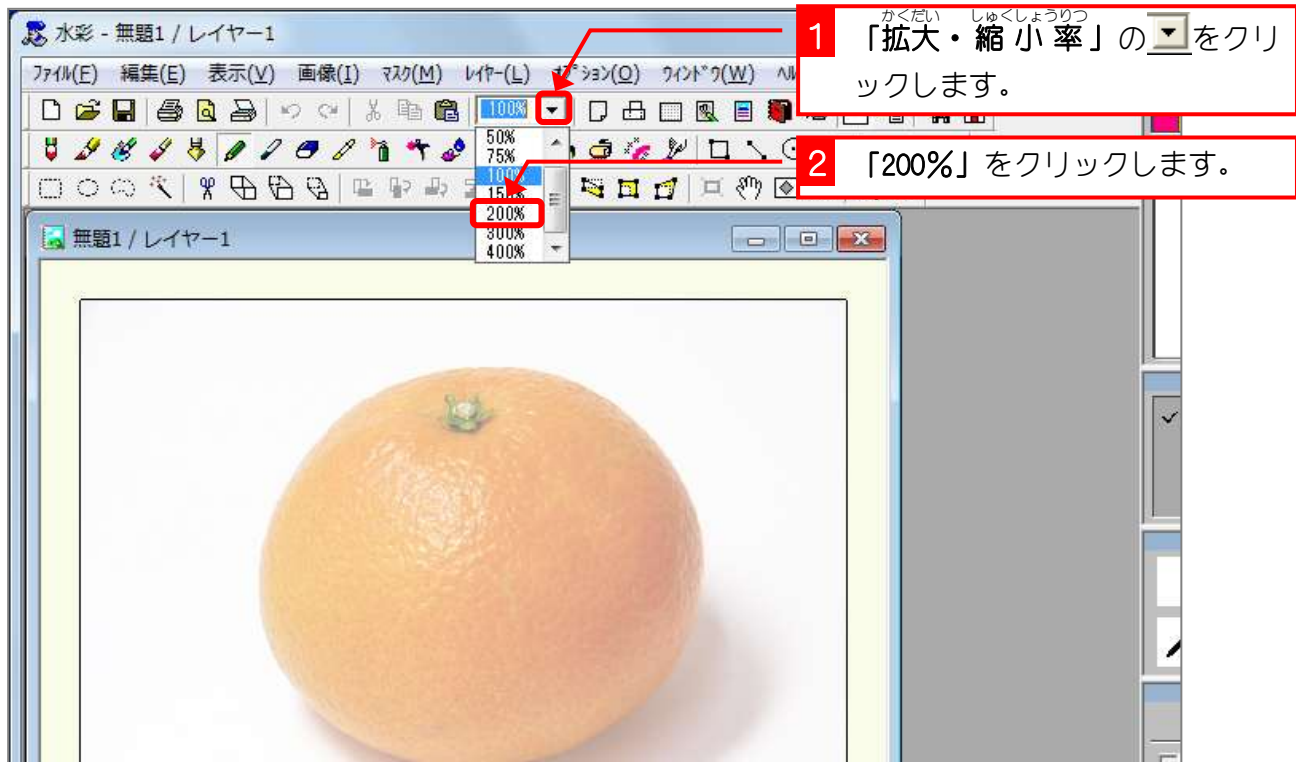 水彩 - 無題1 / レイヤー1
ﾌｧｲﾙ(E) 編集(E) 表示(V) 画像(I) ﾏｽｸ(M) ﾚｲﾔｰ(L) ｵﾌﾟｼｮﾝ(O) ｳｨﾝﾄﾞｳ(W)
100%
50%
75%
100%
150%
200%
300%
400%
無題1 / レイヤー1
かくだい しゅくしょうりつ
1 「拡大・縮小率」の をクリ
ックします。
2 「200%」をクリックします。